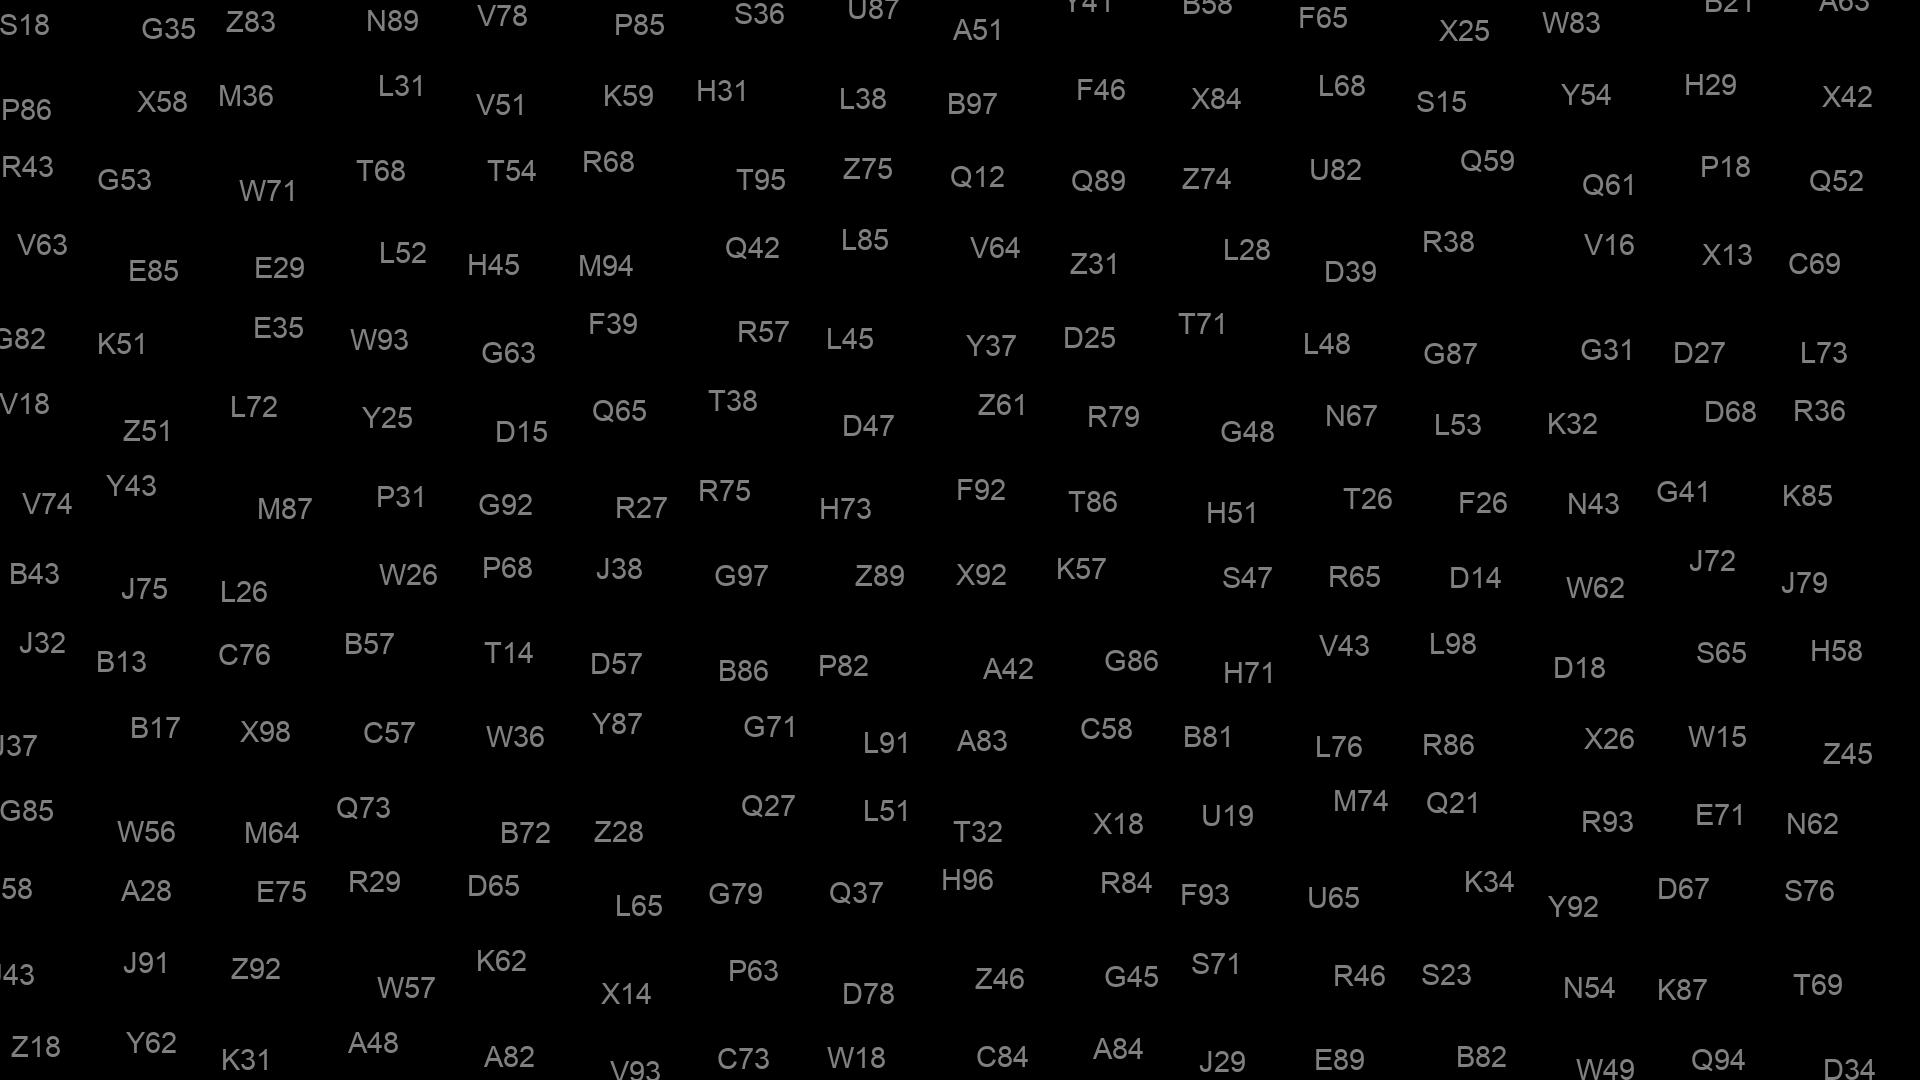 S18 G35 Z83 N89 V78 P85 S36 U87 A51 Y41 B58 F65 X25 W83 B21 A63
P86 X58 M36 L31 V51 K59 H31 L38 B97 F46 X84 L68 S15 Y54 H29 X42
R43 G53 W71 T68 T54 R68 T95 Z75 Q12 Q89 Z74 U82 Q59 Q61 P18 Q52
V63 E85 E29 L52 H45 M94 Q42 L85 V64 Z31 L28 D39 R38 V16 X13 C69
G82 K51 E35 W93 G63 F39 R57 L45 Y37 D25 T71 L48 G87 G31 D27 L73
V18 Z51 L72 Y25 D15 Q65 T38 D47 Z61 R79 G48 N67 L53 K32 D68 R36
V74 Y43 M87 P31 G92 R27 R75 H73 F92 T86 H51 T26 F26 N43 G41 K85
B43 J75 L26 W26 P68 J38 G97 Z89 X92 K57 S47 R65 D14 W62 J72 J79
J32 B13 C76 B57 T14 D57 B86 P82 A42 G86 H71 V43 L98 D18 S65 H58
B17 X98 C57 W36 Y87 G71 L91 A83 C58 B81 L76 R86 X26 W15 Z45
G85 W56 M64 Q73 B72 Z28 Q27 L51 T32 X18 U19 M74 Q21 R93 E71 N62
58 A28 E75 R29 D65 L65 G79 Q37 H96 R84 F93 U65 K34 Y92 D67 S76
43 J91 Z92 W57 K62 X14 P63 D78 Z46 G45 S71 R46 S23 N54 K87 T69
Z18 Y62 K31 A48 A82 V93 C73 W18 C84 A84 J29 E89 B82 W49 Q94 D34